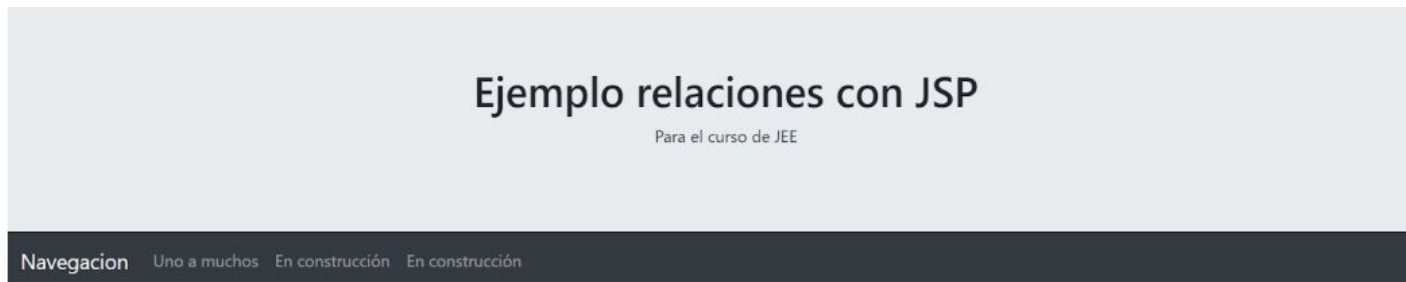 Ejemplo relaciones con JSP
Para el curso de JEE
Navegacion Uno a muchos En construcción En construcción